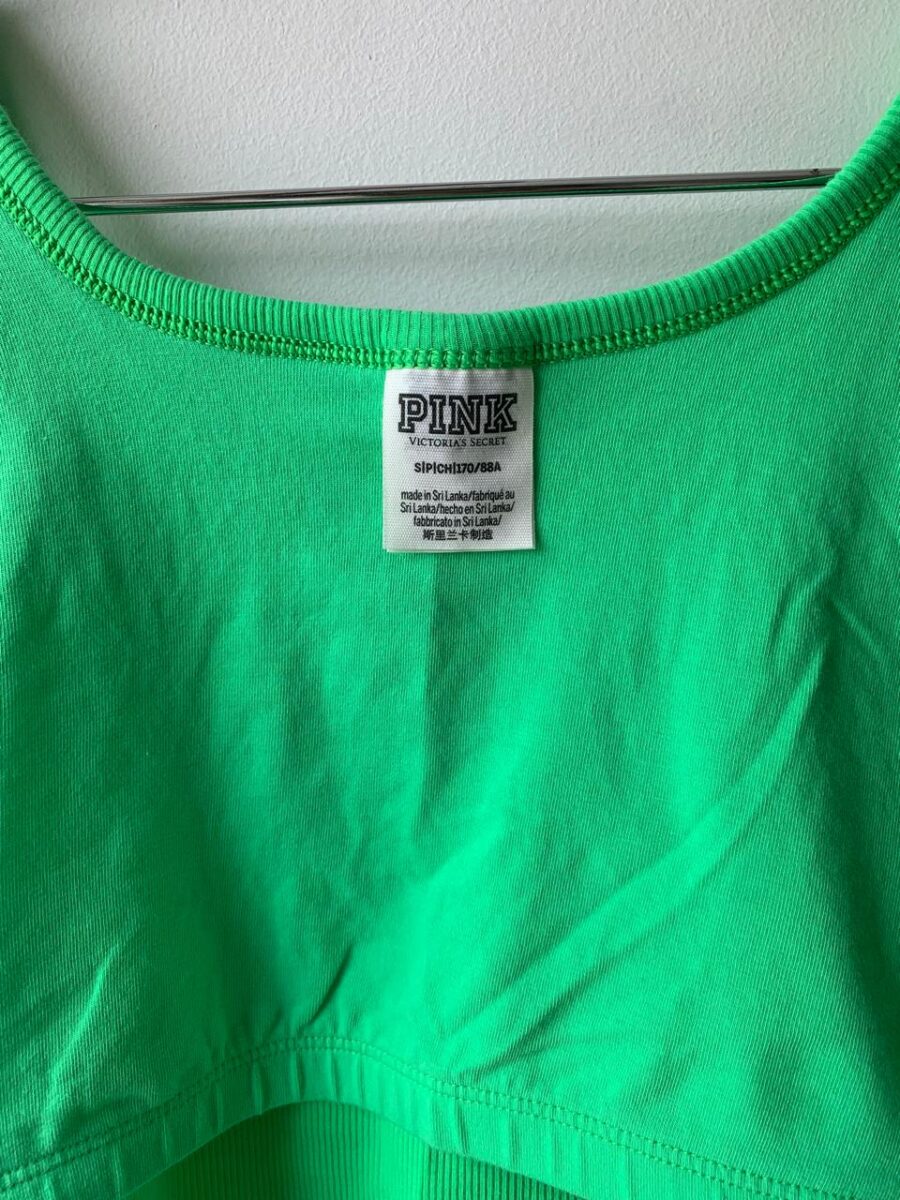 PINK
VICTORIA'S SECRET
S|P|CH|170/88A
made in Sri Lanka/fabriqué au
Sri Lanka/hecho en Sri Lanka/
fabbricato in Sri Lanka/
斯里兰卡制造